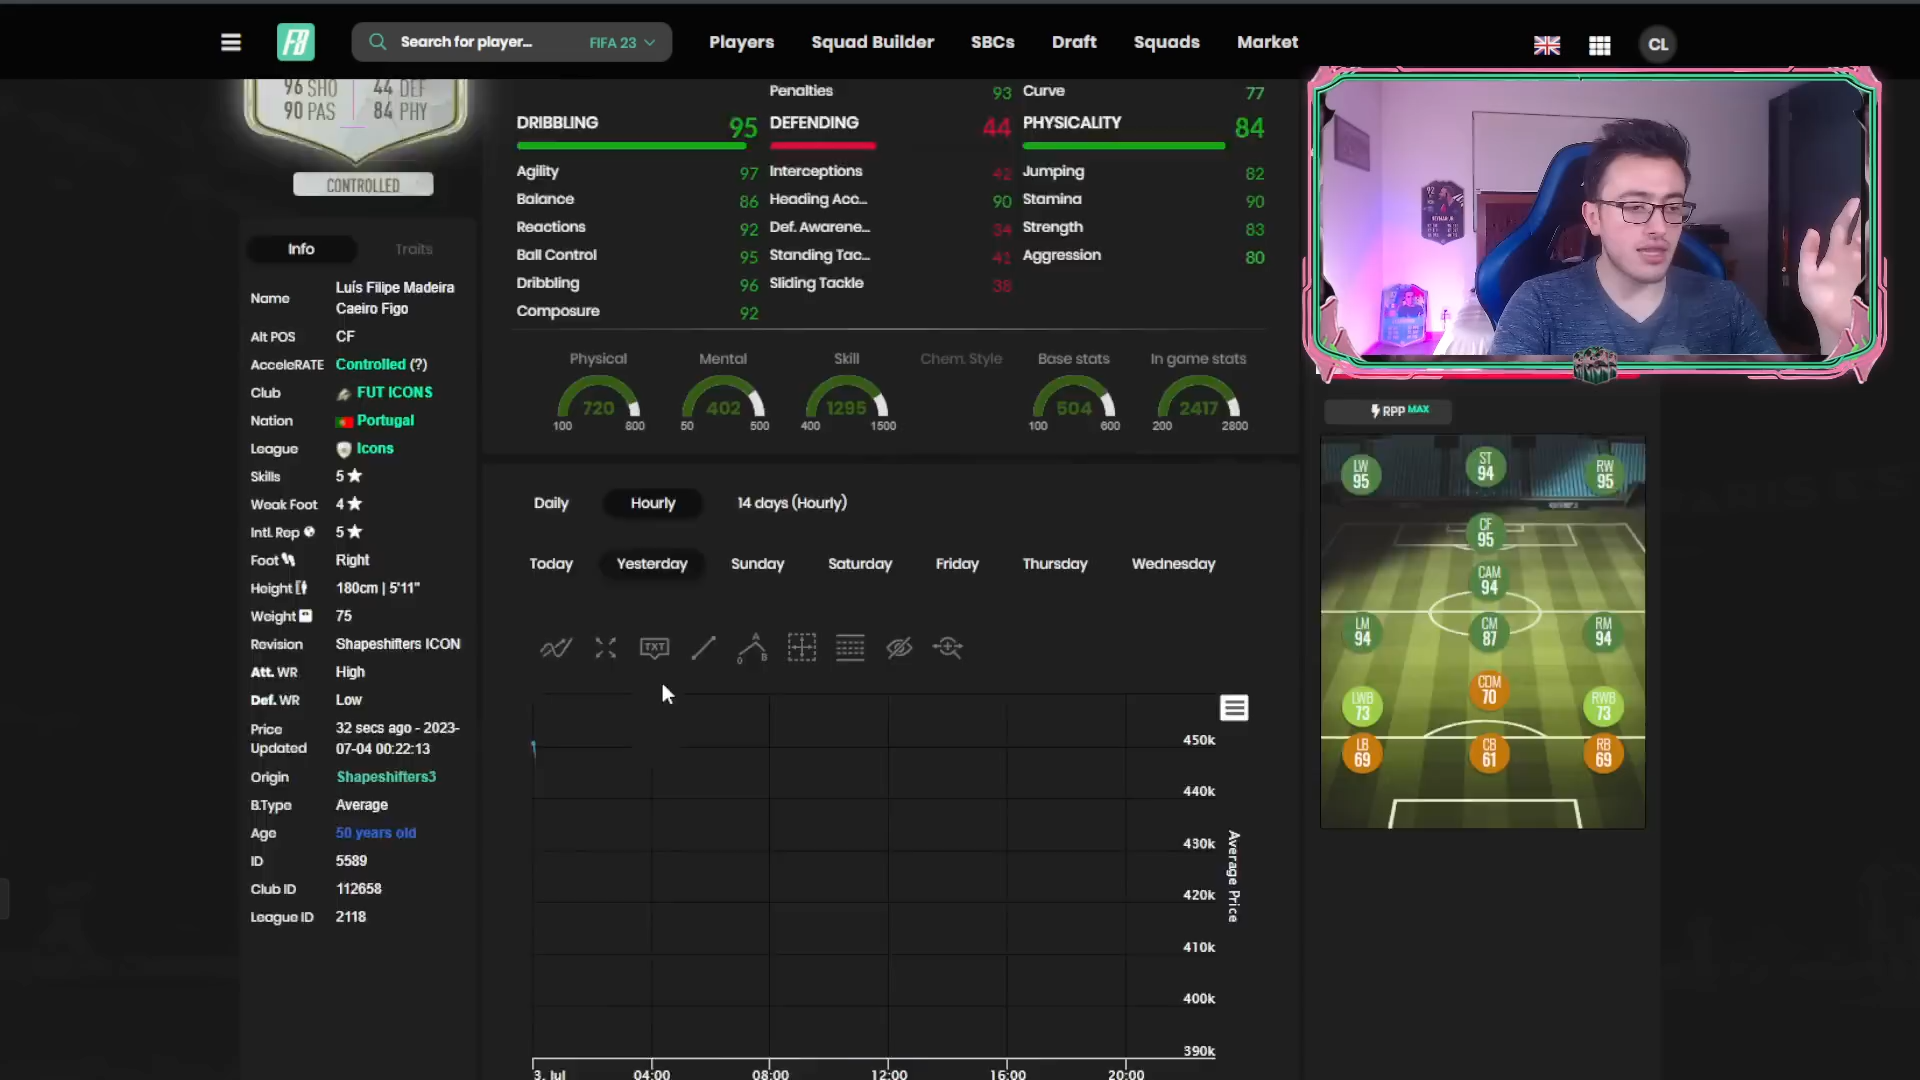 FB
Search for player...
FIFA 23
Players
Squad Builder
SBCs
Draft
Squads
Market
CL
96 SHO
44 DEF
90 PAS
84 PHY
CONTROLLED
Penalties 93
Curve 77
DRIBBLING 95
DEFENDING 44
PHYSICALITY 84
Agility 97
Interceptions 42
Jumping 82
Balance 86
Heading Acc... 90
Stamina 90
Reactions 92
Def. Awarene... 34
Strength 83
Ball Control 95
Standing Tac... 41
Aggression 80
Dribbling 96
Sliding Tackle 38
Composure 92
Info
Traits
Name Luís Filipe Madeira
Caeiro Figo
Alt POS CF
AcceleRATE Controlled (?)
Club FUT ICONS
Nation Portugal
League Icons
Skills 5
Weak Foot 4
Intl. Rep 5
Foot Right
Height 180cm | 5'11"
Weight 75
Revision Shapeshifters ICON
Att. WR High
Def. WR Low
Price Updated 32 secs ago - 2023-
07-04 00:22:13
Origin Shapeshifters3
B.Type Average
Age 50 years old
ID 5589
Club ID 112658
League ID 2118
Physical
Mental
Skill
Chem. Style
Base stats
In game stats
720
402
1295
504
2417
100 800
50 500
400 1500
100 600
200 2800
Daily
Hourly
14 days (Hourly)
Today
Yesterday
Sunday
Saturday
Friday
Thursday
Wednesday
TXT
450k
440k
430k
420k
410k
400k
390k
Average Price
3. Jul
04:00
08:00
12:00
16:00
20:00
RPP MAX
LW 95
ST 94
RW 95
CF 95
CAM 94
LM 94
CM 87
RM 94
CDM 70
LWB 73
RWB 73
LB 69
CB 61
RB 69